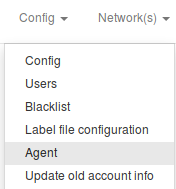 Config Network(s)
Config
Users
Blacklist
Label file configuration
Agent
Update old account info